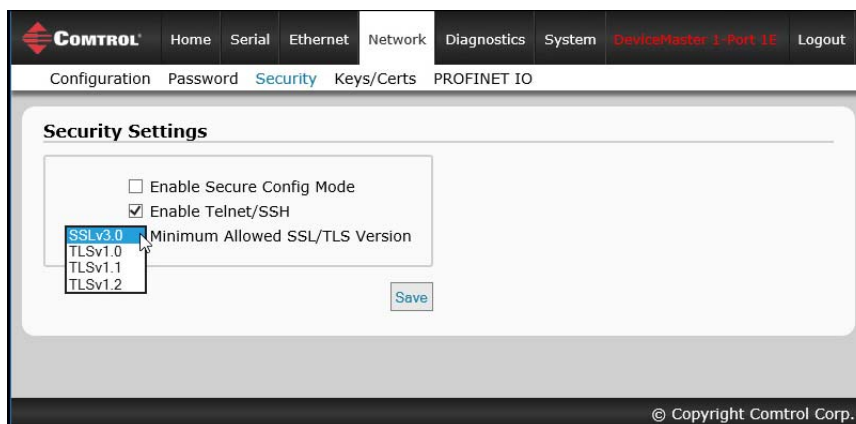 COMTROL Home Serial Ethernet Network Diagnostics System DeviceMaster 1-Port 1E Logout
Configuration Password Security Keys/Certs PROFINET IO
Security Settings
Enable Secure Config Mode
Enable Telnet/SSH
SSLv3.0 Minimum Allowed SSL/TLS Version
TLSv1.0
TLSv1.1
TLSv1.2
Save
© Copyright Comtrol Corp.